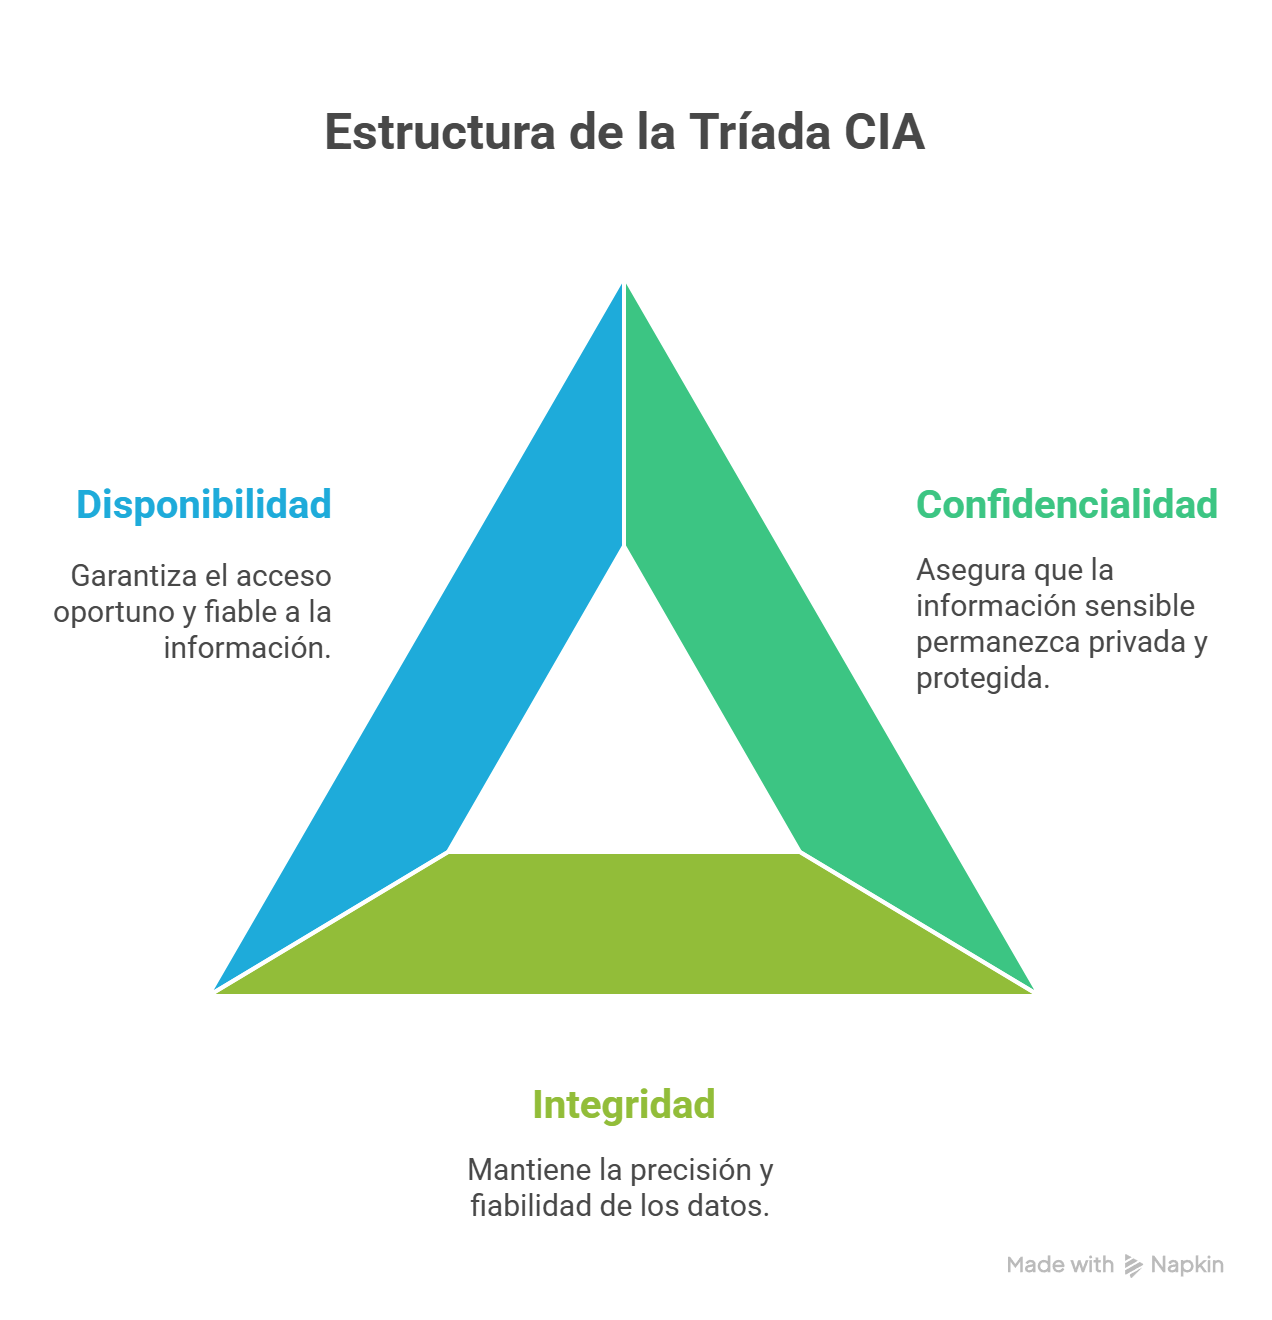 Estructura de la Tríada CIA
Disponibilidad
Garantiza el acceso
oportuno y fiable a la
información.
Confidencialidad
Asegura que la
información sensible
permanezca privada y
protegida.
Integridad
Mantiene la precisión y
fiabilidad de los datos.
Made with Napkin